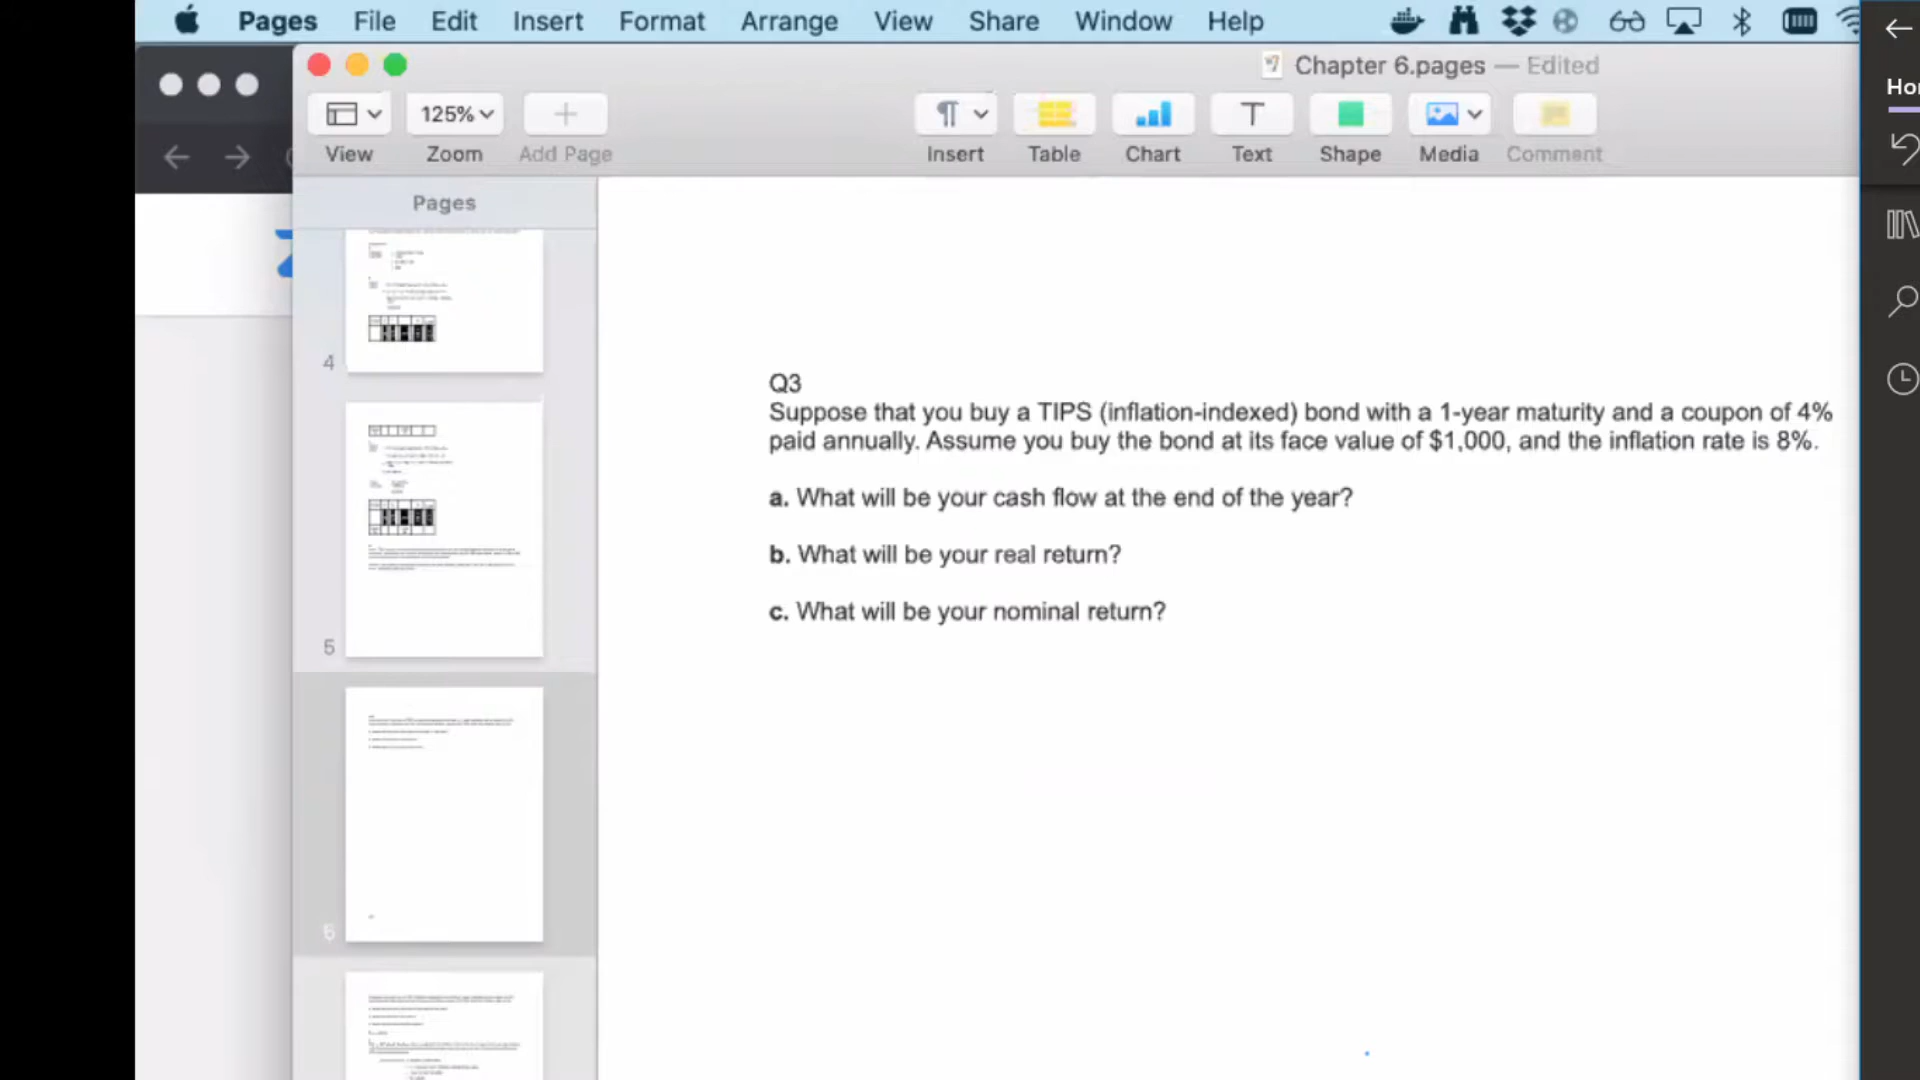 Pages File Edit Insert Format Arrange View Share Window Help
Chapter 6.pages — Edited
125%
View Zoom Add Page Insert Table Chart Text Shape Media Comment
Pages
4
5
6
Q3
Suppose that you buy a TIPS (inflation-indexed) bond with a 1-year maturity and a coupon of 4%
paid annually. Assume you buy the bond at its face value of $1,000, and the inflation rate is 8%.
a. What will be your cash flow at the end of the year?
b. What will be your real return?
c. What will be your nominal return?